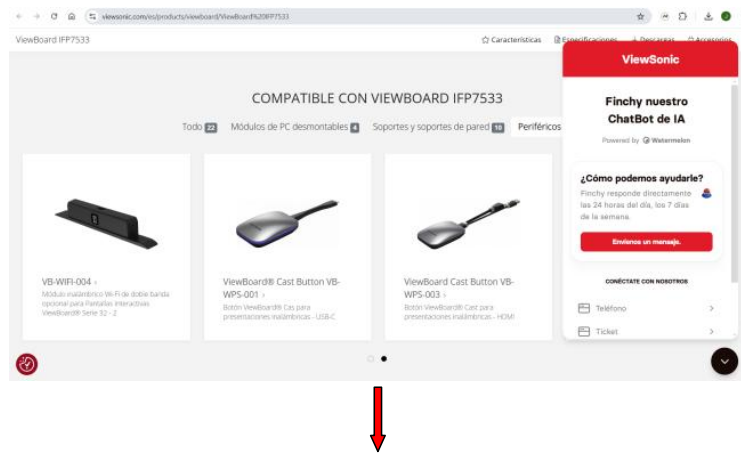 viewsonic.com/es/products/viewboard/ViewBoard%20IFP7533
ViewBoard IFP7533
Características
Especificaciones
Descargas
Accesorios
COMPATIBLE CON VIEWBOARD IFP7533
Todo 22 Módulos de PC desmontables 4 Soportes y soportes de pared 10 Periféricos
VB-WIFI-004 ›
Módulo inalámbrico Wi-Fi de doble banda
opcional para Pantallas Interactivas
ViewBoard® Serie 32 - 2
ViewBoard® Cast Button VB-
WPS-001 ›
Botón ViewBoard® Cas para
presentaciones inalámbricas - USB-C
ViewBoard Cast Button VB-
WPS-003 ›
Botón ViewBoard® Cast para
presentaciones inalámbricas - HDMI
ViewSonic
Finchy nuestro
ChatBot de IA
Powered by Watermelon
¿Cómo podemos ayudarle?
Finchy responde directamente
las 24 horas del día, los 7 días
de la semana.
Envíenos un mensaje.
CONÉCTATE CON NOSOTROS
Teléfono
Ticket